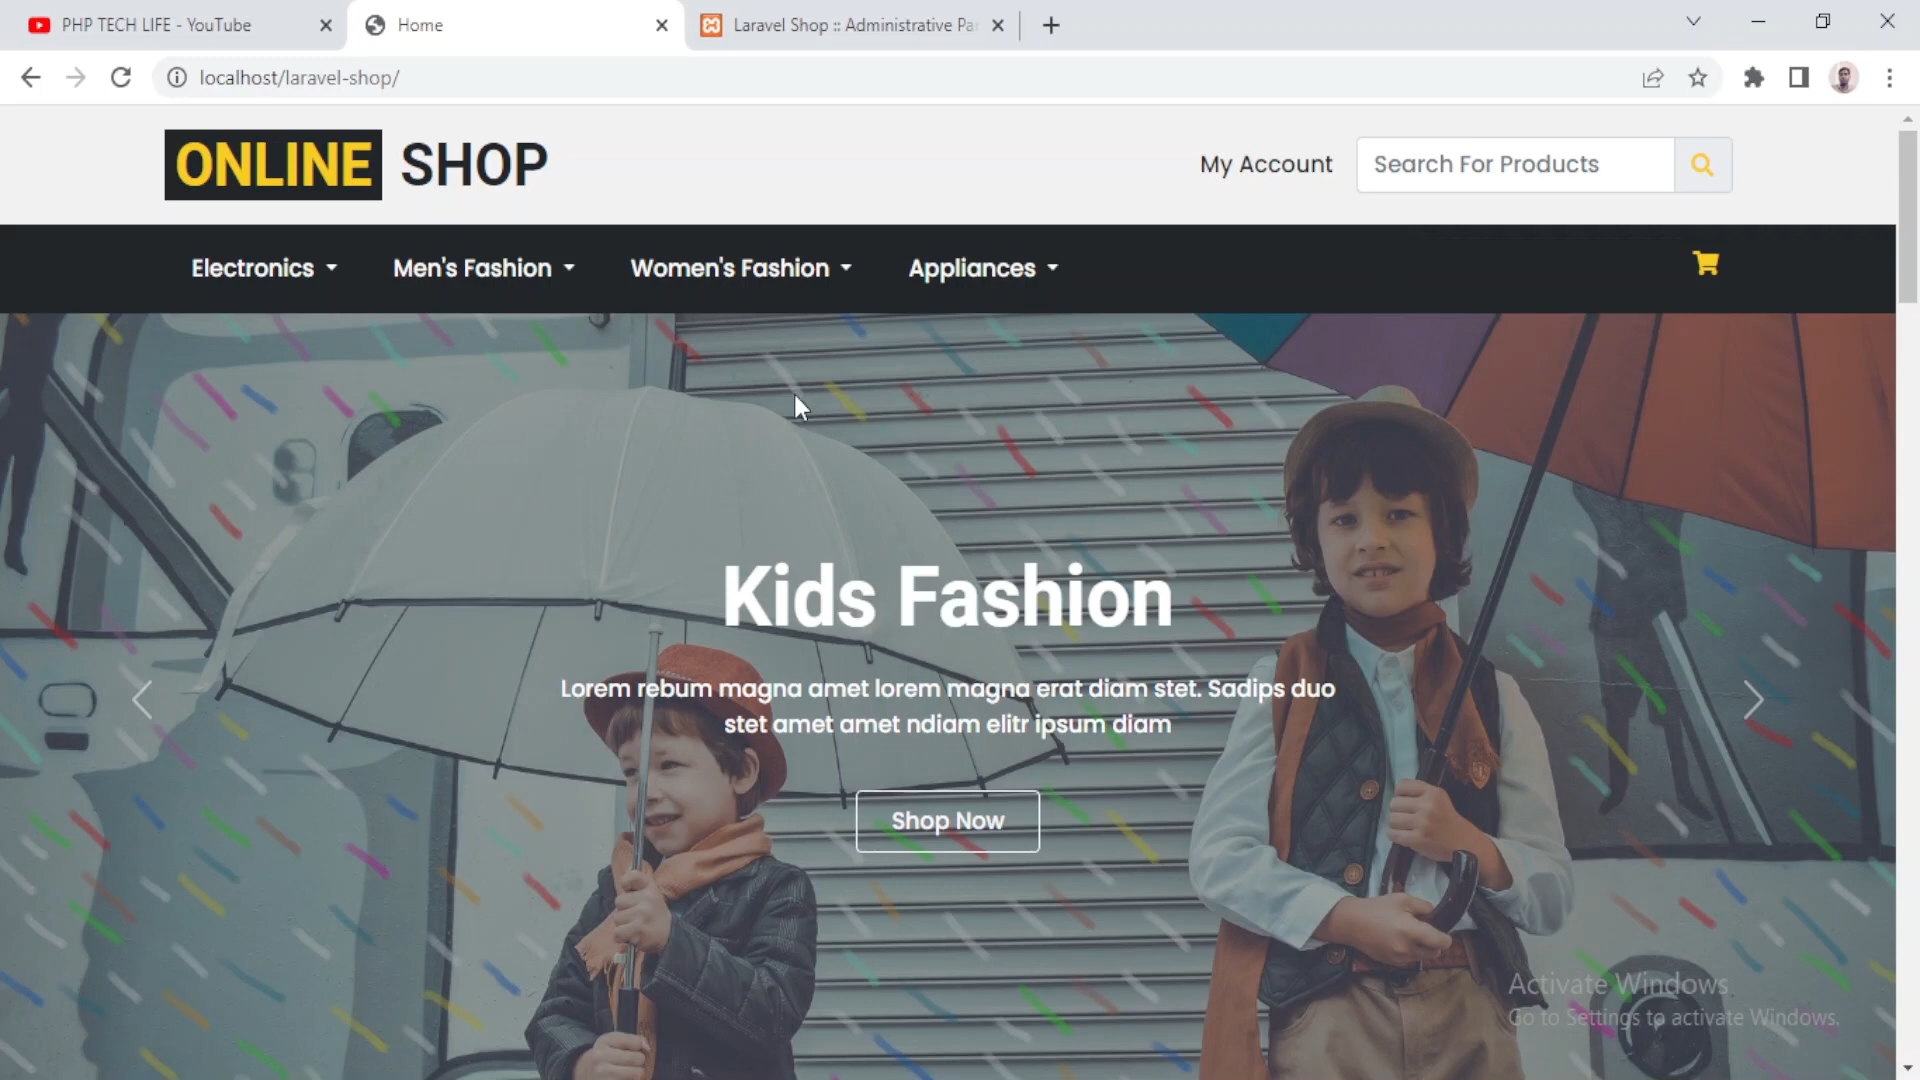 PHP TECH LIFE - YouTube
Home
Laravel Shop :: Administrative Pa
localhost/laravel-shop/
ONLINE SHOP
My Account
Search For Products
Electronics
Men's Fashion
Women's Fashion
Appliances
Kids Fashion
Lorem rebum magna amet lorem magna erat diam stet. Sadips duo
stet amet amet ndiam elitr ipsum diam
Shop Now
Activate Windows
Go to Settings to activate Windows.